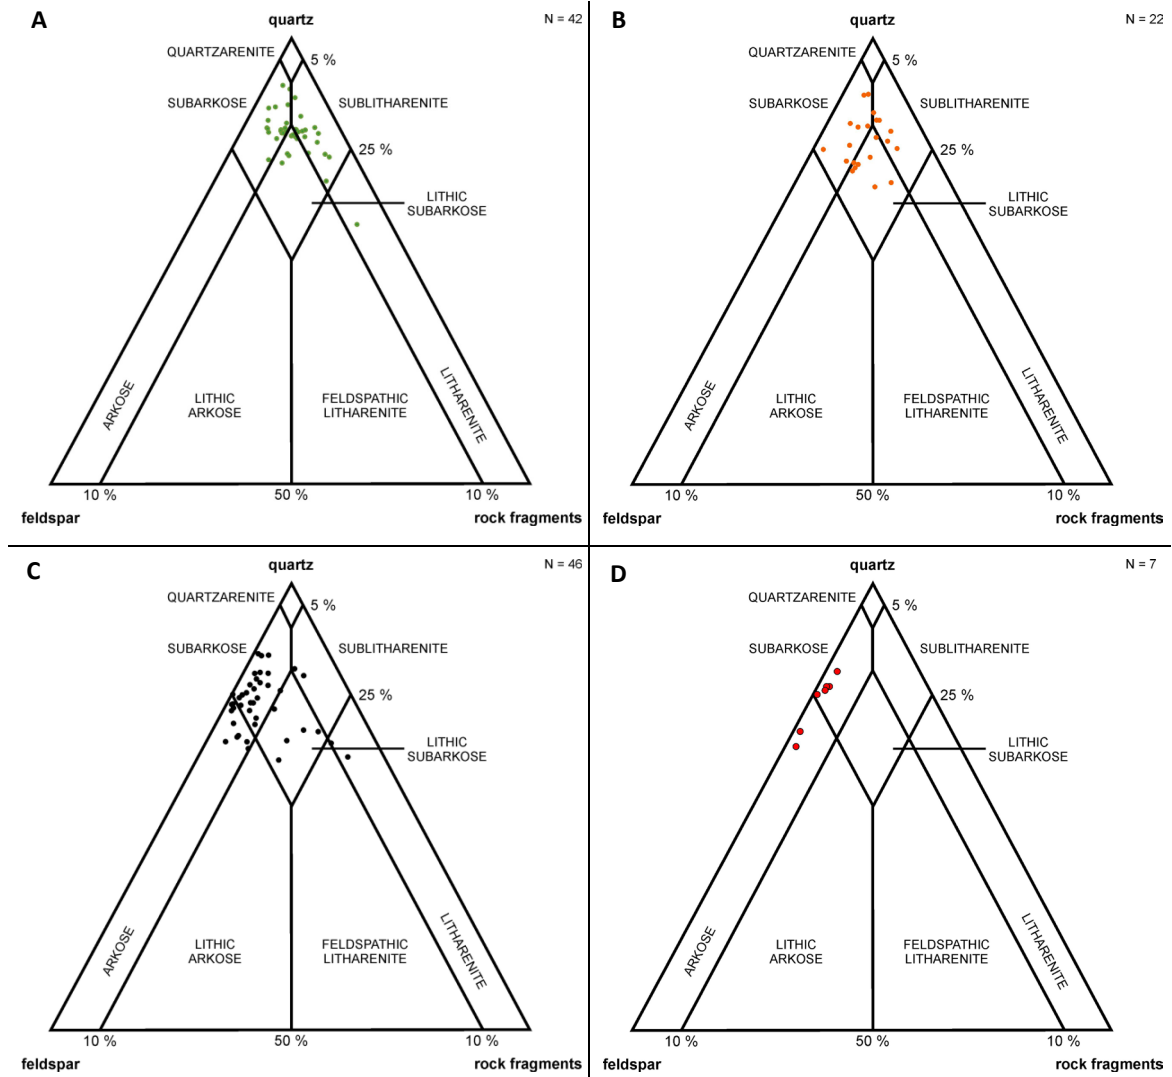 A
quartz
N = 42
QUARTZARENITE
5 %
SUBARKOSE
SUBLITHARENITE
25 %
LITHIC
SUBARKOSE
ARKOSE
LITHIC
ARKOSE
FELDSPATHIC
LITHARENITE
LITHARENITE
10 %
50 %
10 %
feldspar
rock fragments
B
quartz
N = 22
QUARTZARENITE
5 %
SUBARKOSE
SUBLITHARENITE
25 %
LITHIC
SUBARKOSE
ARKOSE
LITHIC
ARKOSE
FELDSPATHIC
LITHARENITE
LITHARENITE
10 %
50 %
10 %
feldspar
rock fragments
C
quartz
N = 46
QUARTZARENITE
5 %
SUBARKOSE
SUBLITHARENITE
25 %
LITHIC
SUBARKOSE
ARKOSE
LITHIC
ARKOSE
FELDSPATHIC
LITHARENITE
LITHARENITE
10 %
50 %
10 %
feldspar
rock fragments
D
quartz
N = 7
QUARTZARENITE
5 %
SUBARKOSE
SUBLITHARENITE
25 %
LITHIC
SUBARKOSE
ARKOSE
LITHIC
ARKOSE
FELDSPATHIC
LITHARENITE
LITHARENITE
10 %
50 %
10 %
feldspar
rock fragments